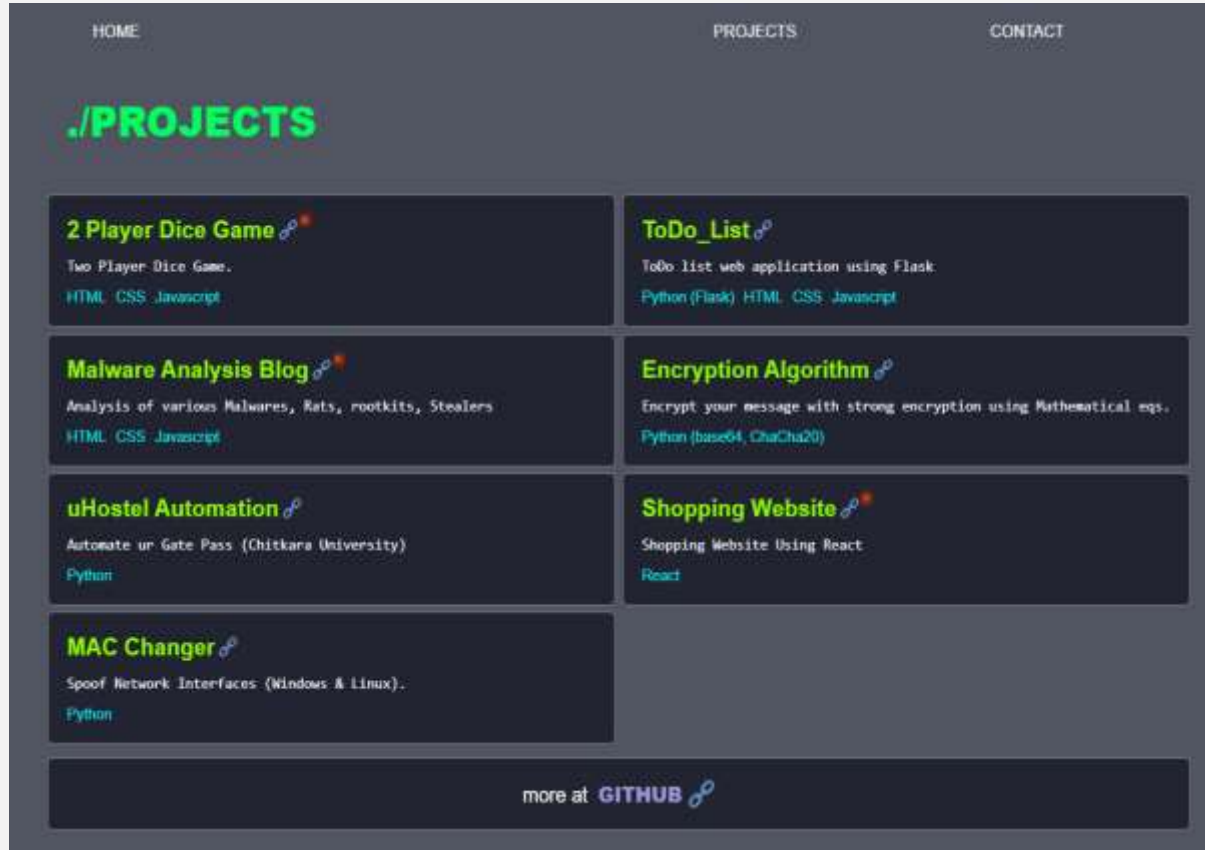 HOME PROJECTS CONTACT
./PROJECTS
2 Player Dice Game
Two Player Dice Game.
HTML CSS Javascript
ToDo_List
ToDo list web application using Flask
Python (Flask) HTML CSS Javascript
Malware Analysis Blog
Analysis of various Malwares, Rats, rootkits, Stealers
HTML CSS Javascript
Encryption Algorithm
Encrypt your message with strong encryption using Mathematical eqs.
Python (base64, ChaCha20)
uHostel Automation
Automate ur Gate Pass (Chitkara University)
Python
Shopping Website
Shopping Website Using React
React
MAC Changer
Spoof Network Interfaces (Windows & Linux).
Python
more at GITHUB